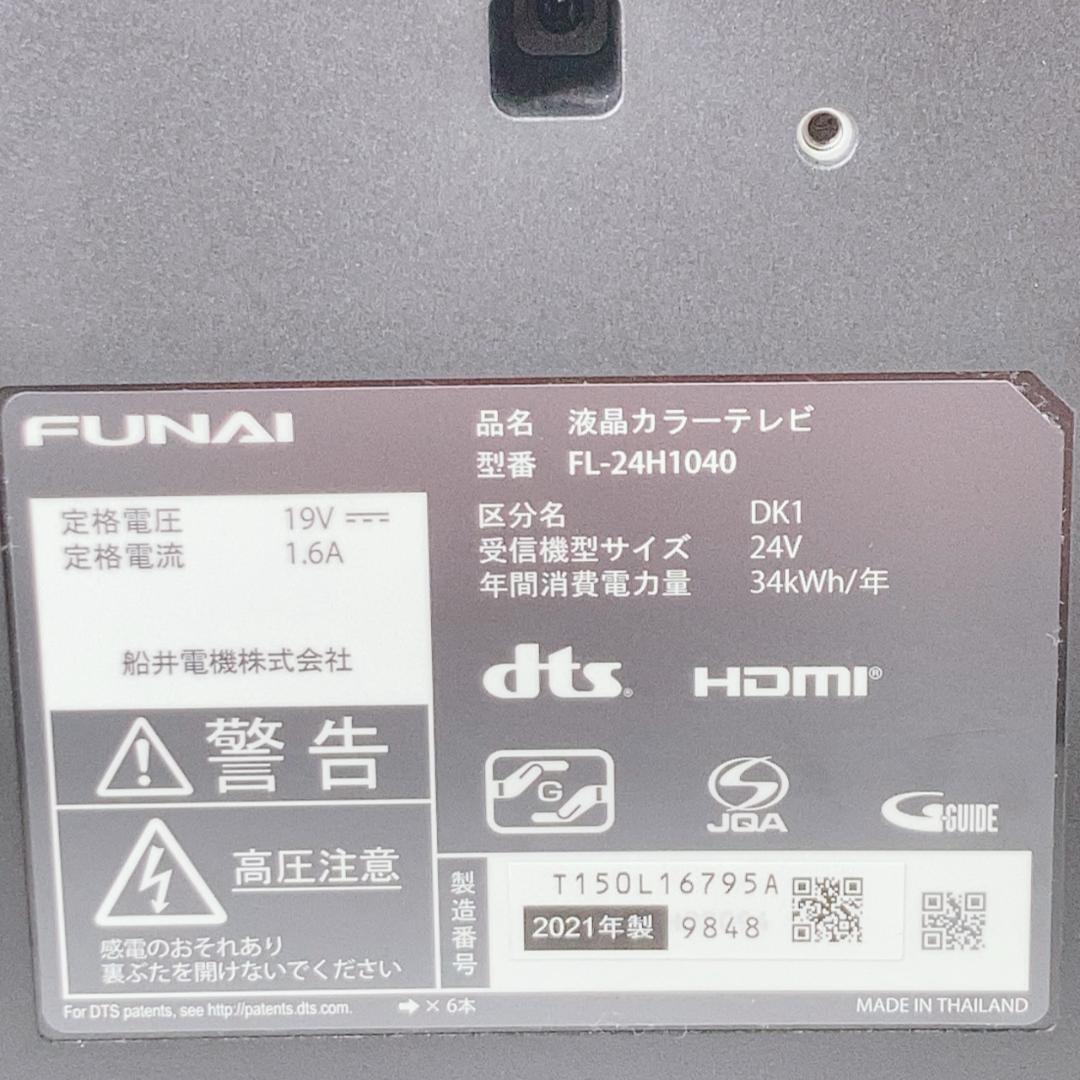 FUNAI
品名 液晶カラーテレビ
型番 FL-24H1040
定格電圧 19V
定格電流 1.6A
船井電機株式会社
区分名 DK1
受信機型サイズ 24V
年間消費電力量 34kWh/年
dts®
HDMI®
G
JQA
G-GUIDE
警告
高圧注意
感電のおそれあり
裏ぶたを開けないでください
製造番号
T150L16795A
2021年製 9848
For DTS patents, see http://patents.dts.com.
➡ × 6本
MADE IN THAILAND